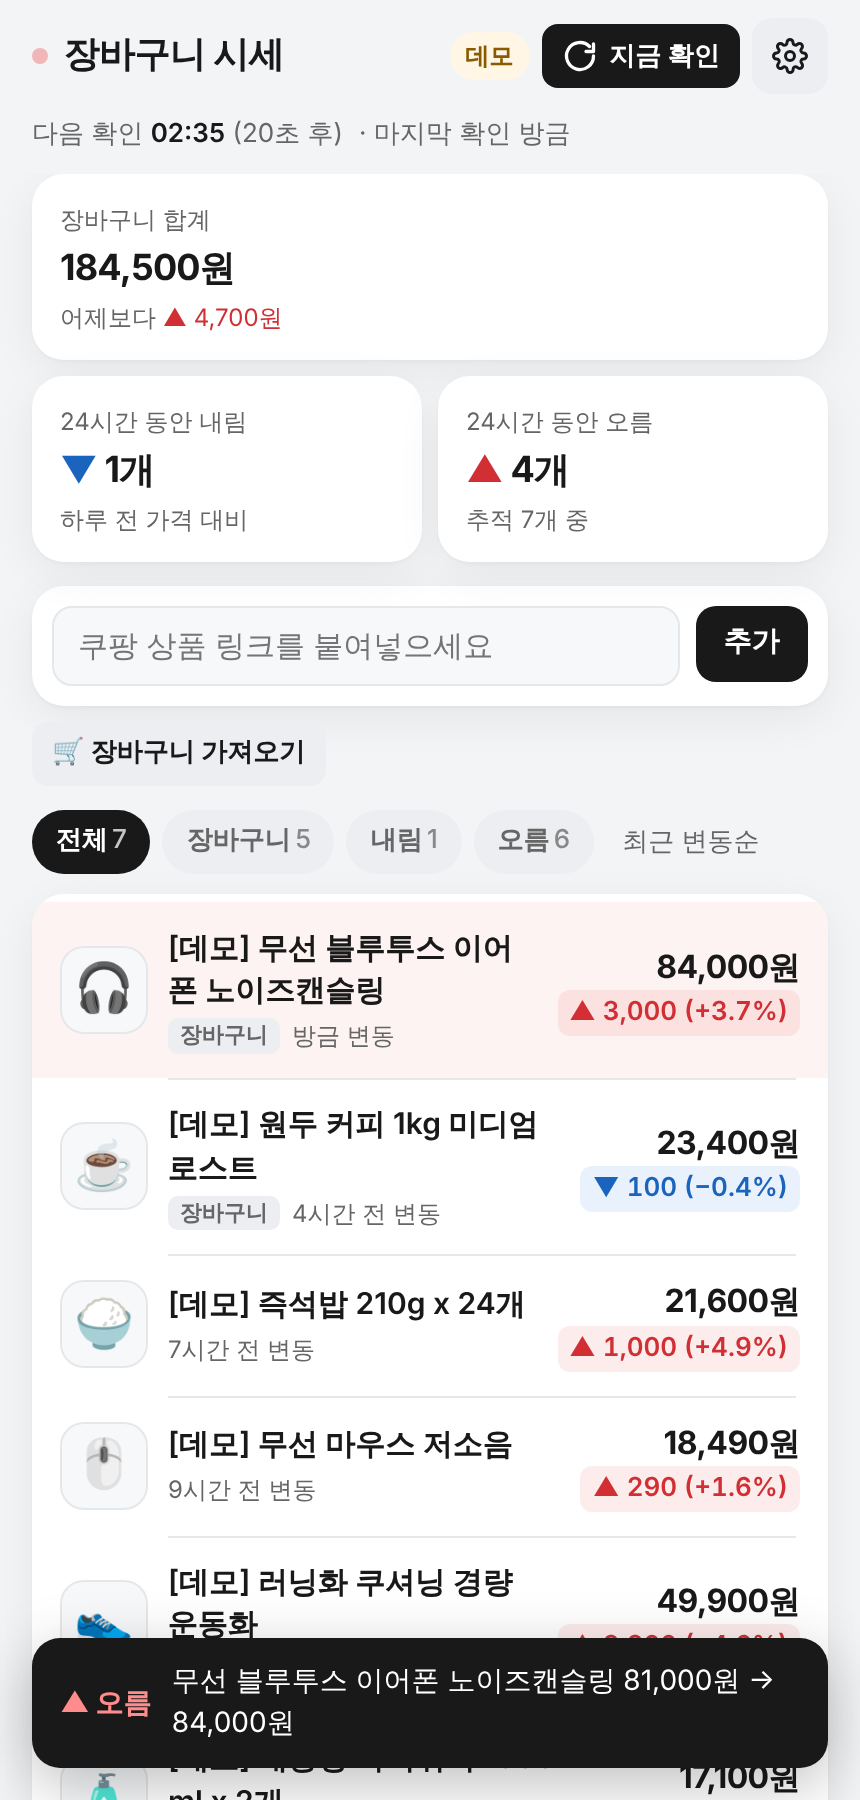 장바구니 시세
데모
지금 확인
다음 확인 02:35 (20초 후) · 마지막 확인 방금
장바구니 합계
184,500원
어제보다 ▲ 4,700원
24시간 동안 내림
▼ 1개
하루 전 가격 대비
24시간 동안 오름
▲ 4개
추적 7개 중
쿠팡 상품 링크를 붙여넣으세요
추가
🛒 장바구니 가져오기
전체 7
장바구니 5
내림 1
오름 6
최근 변동순
[데모] 무선 블루투스 이어
폰 노이즈캔슬링
장바구니 방금 변동
84,000원
▲ 3,000 (+3.7%)
[데모] 원두 커피 1kg 미디엄
로스트
장바구니 4시간 전 변동
23,400원
▼ 100 (−0.4%)
[데모] 즉석밥 210g x 24개
7시간 전 변동
21,600원
▲ 1,000 (+4.9%)
[데모] 무선 마우스 저소음
9시간 전 변동
18,490원
▲ 290 (+1.6%)
[데모] 러닝화 쿠셔닝 경량
운동화
49,900원
▲ 오름
무선 블루투스 이어폰 노이즈캔슬링 81,000원 →
84,000원
17,100원
ml x 2개